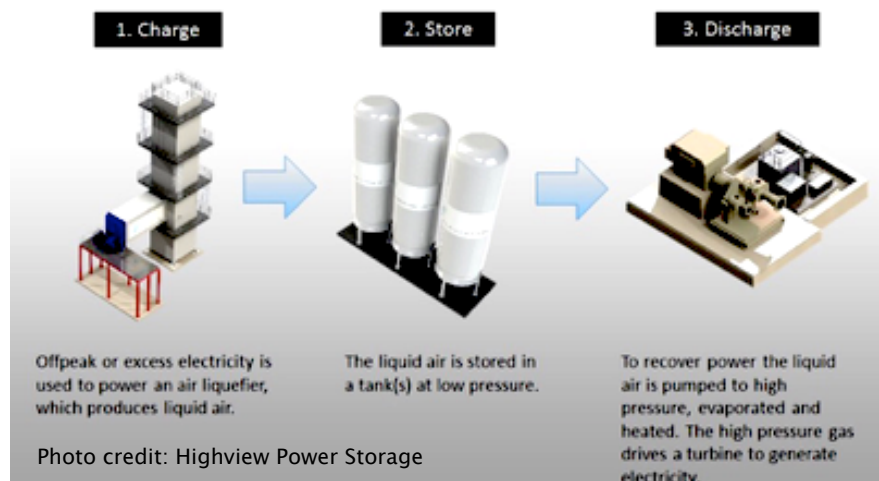 1. Charge
2. Store
3. Discharge
Offpeak or excess electricity is
used to power an air liquefier,
which produces liquid air.
The liquid air is stored in
a tank(s) at low pressure.
To recover power the liquid
air is pumped to high
pressure, evaporated and
heated. The high pressure gas
drives a turbine to generate
electricity
Photo credit: Highview Power Storage